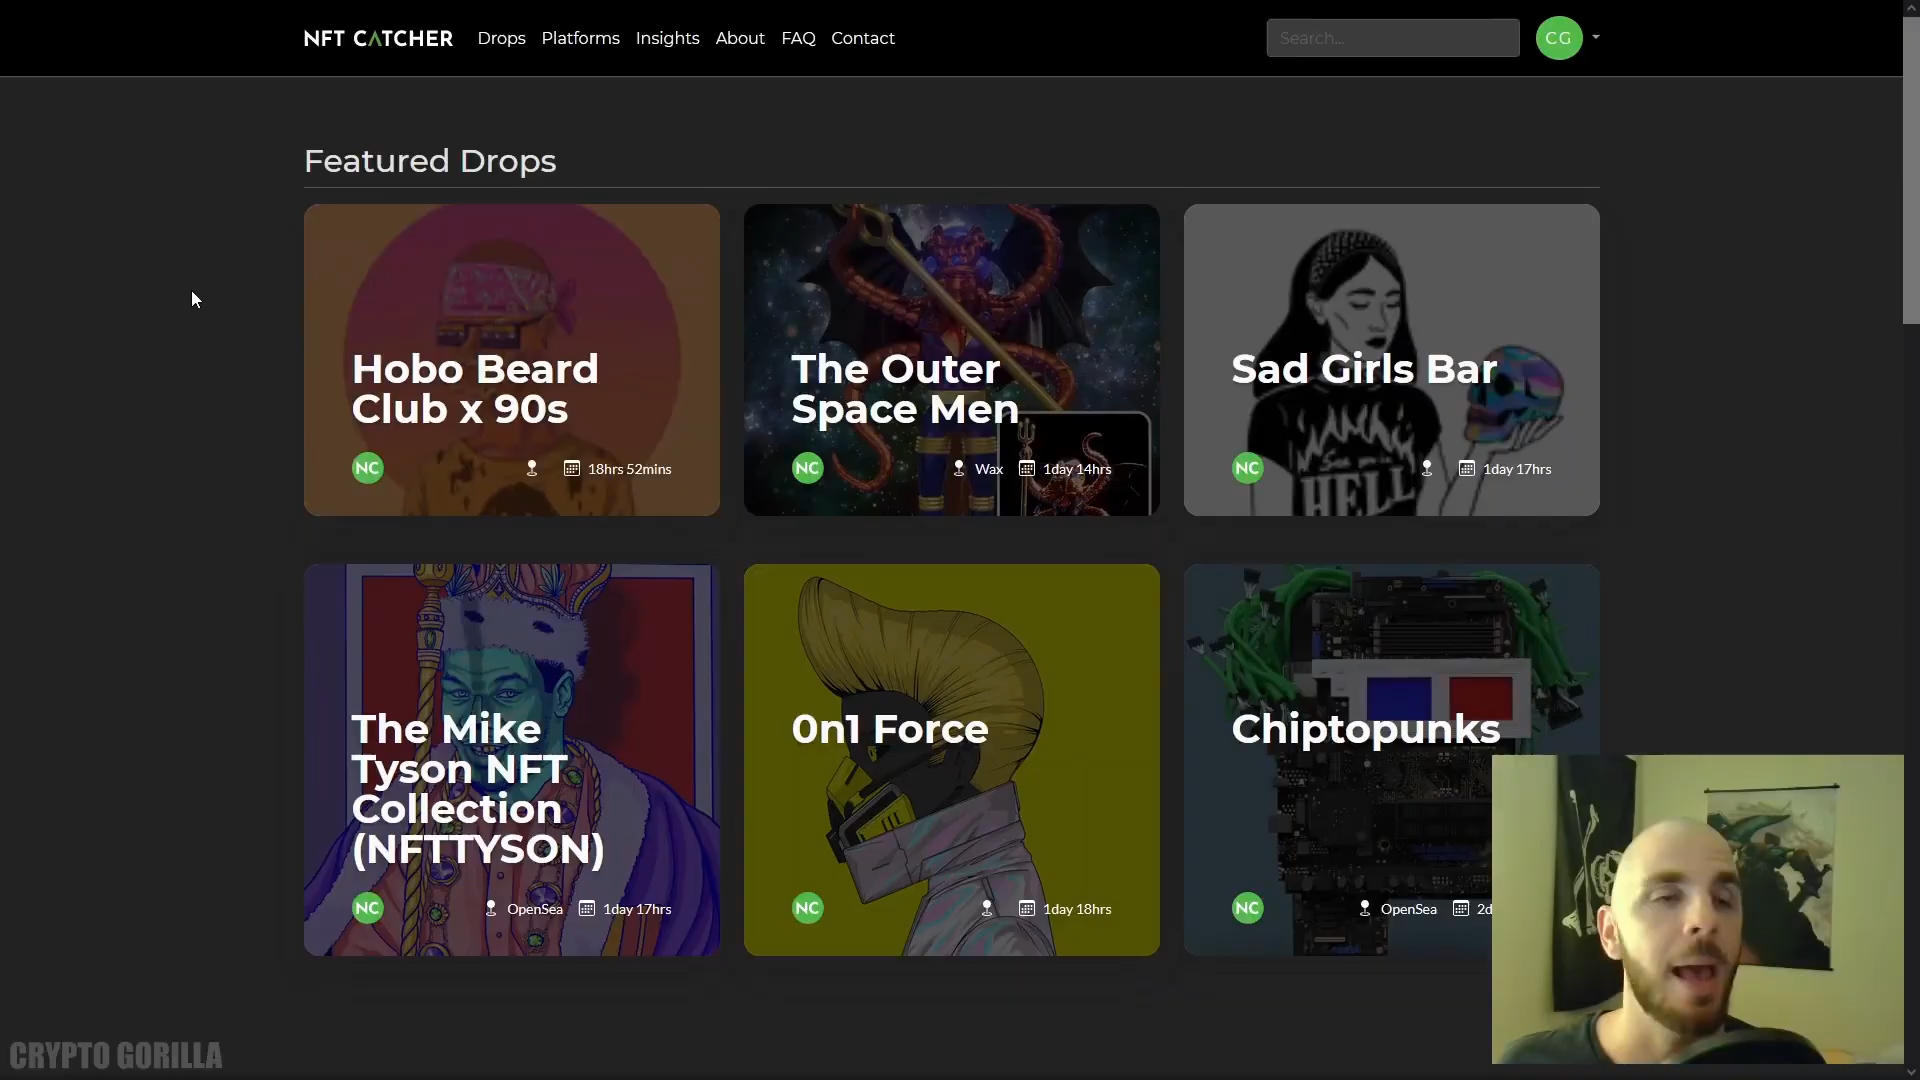 NFT CATCHER Drops Platforms Insights About FAQ Contact Search... CG
Featured Drops
Hobo Beard
Club x 90s
NC 18hrs 52mins
The Outer
Space Men
NC Wax 1day 14hrs
Sad Girls Bar
HELL
NC 1day 17hrs
The Mike
Tyson NFT
Collection
(NFTTYSON)
NC OpenSea 1day 17hrs
0n1 Force
NC 1day 18hrs
Chiptopunks
NC OpenSea 2d
CRYPTO GORILLA